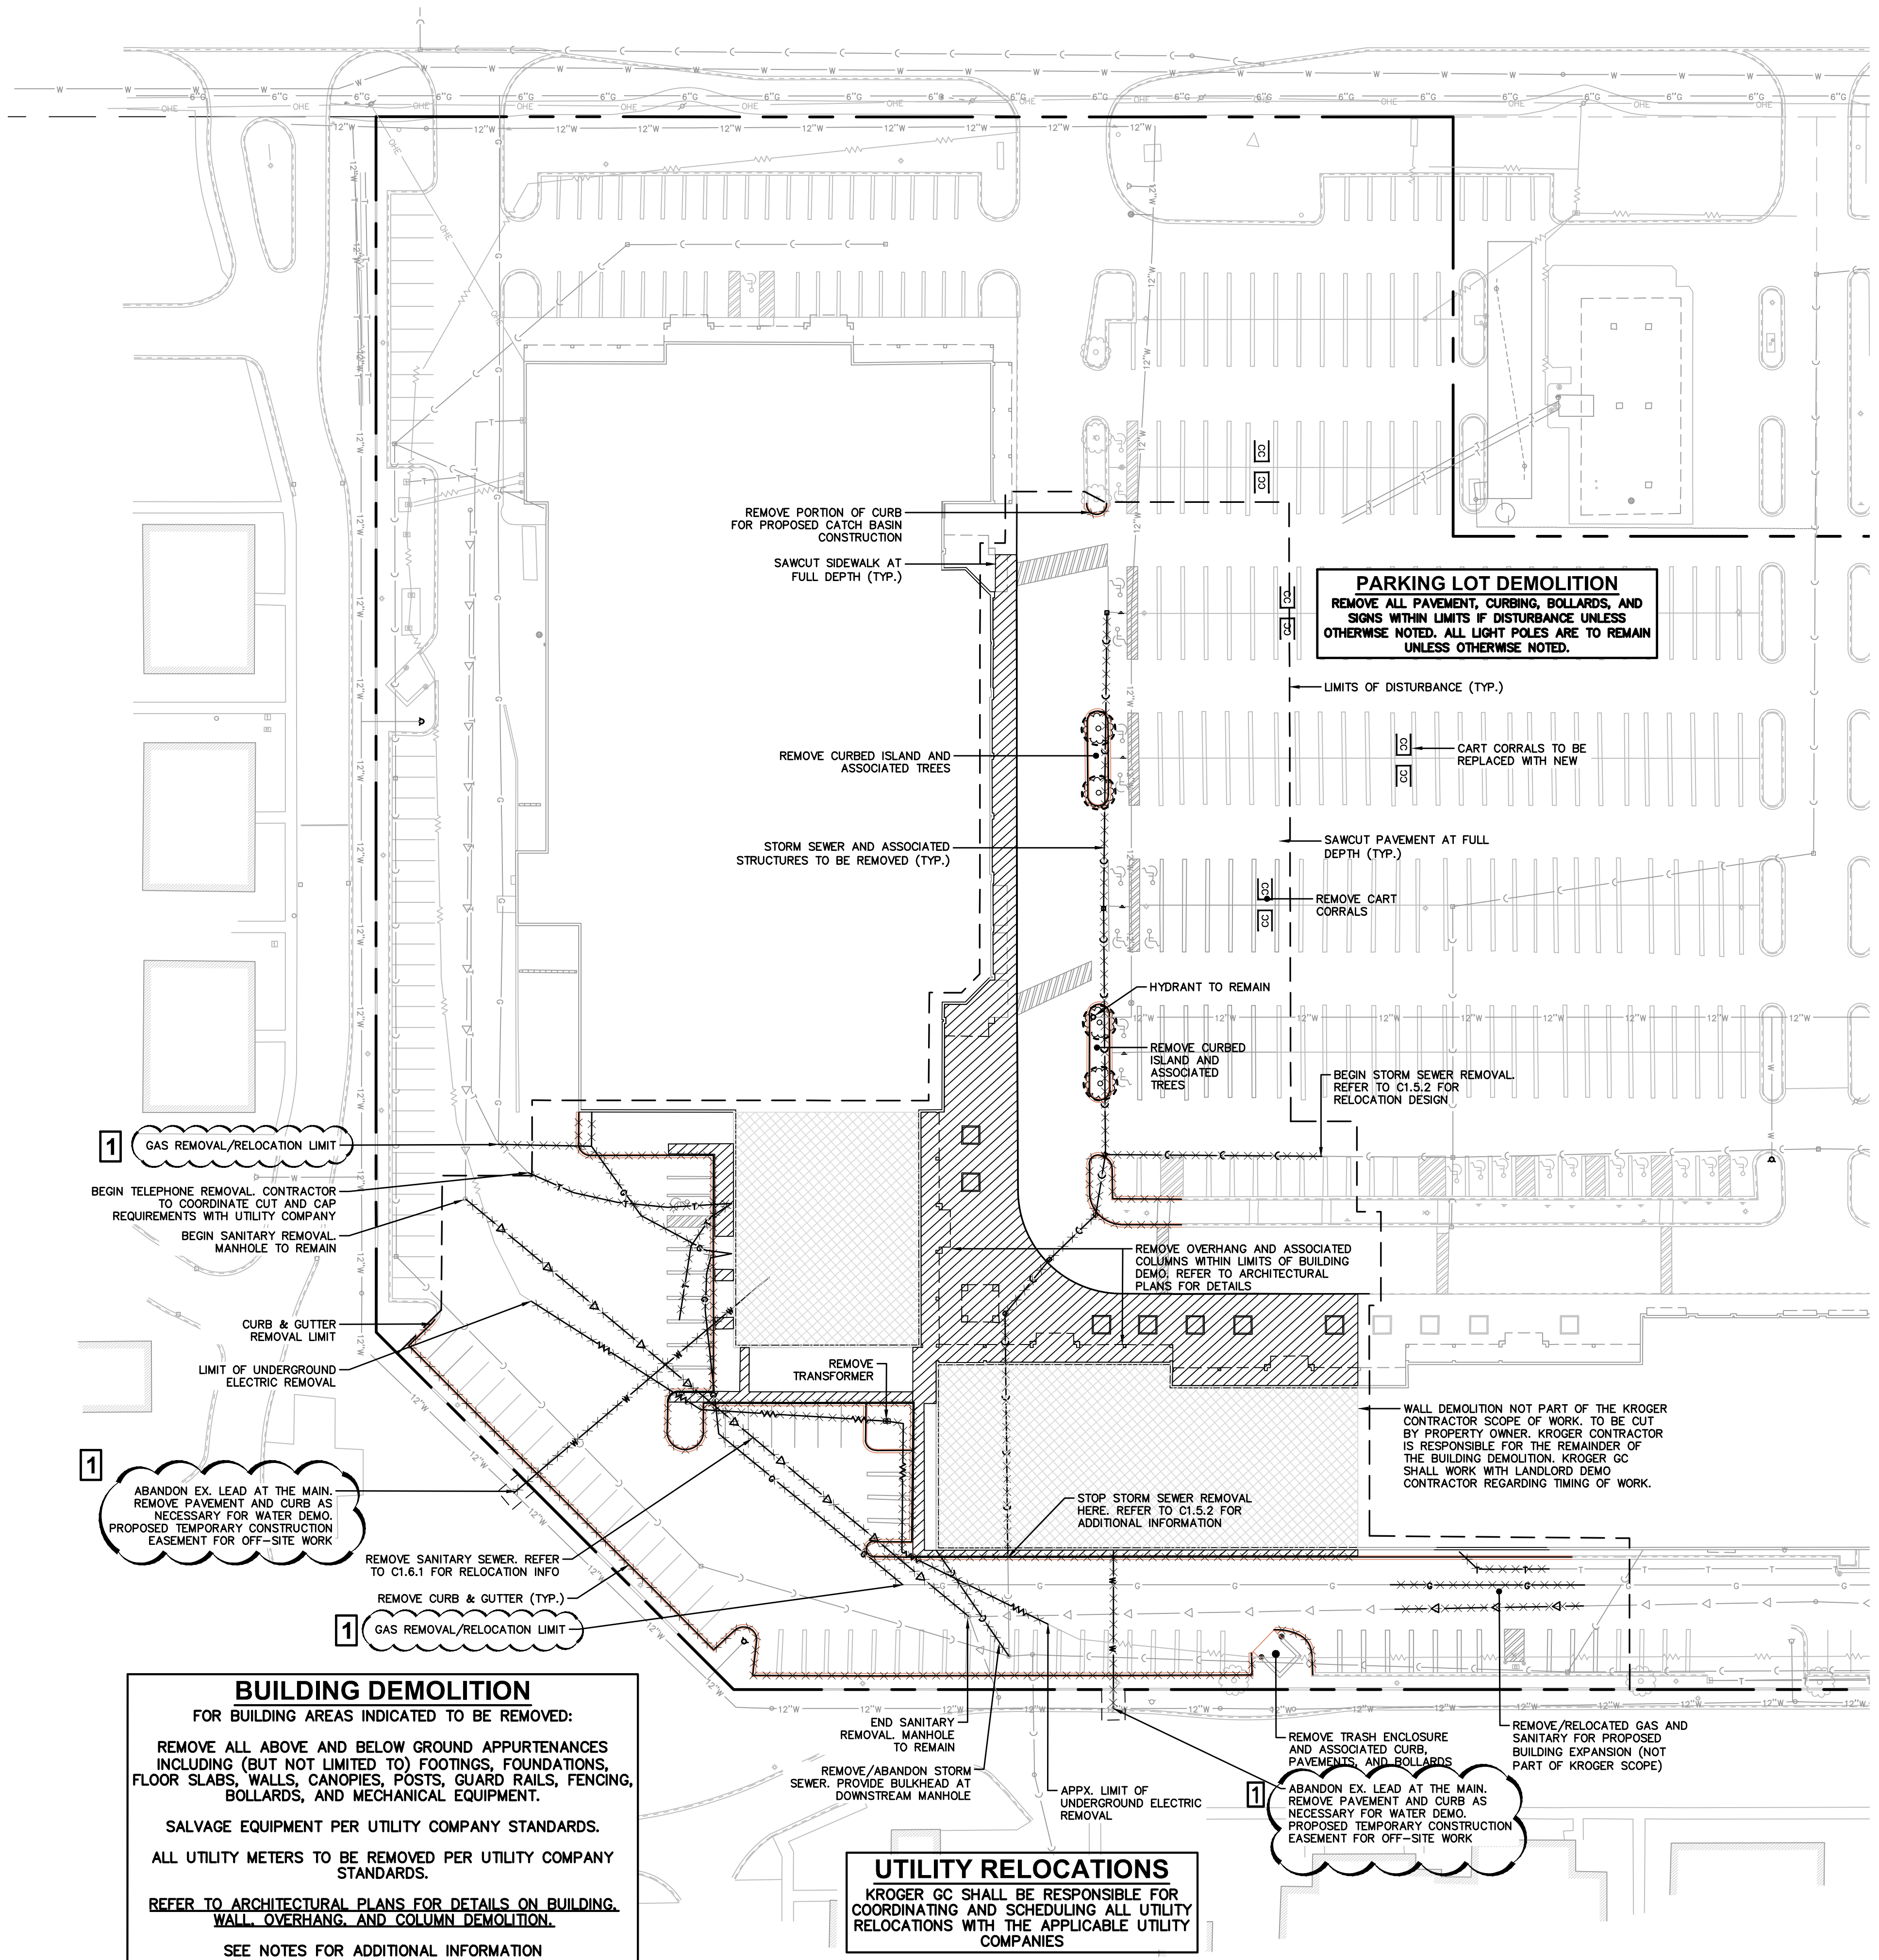 REMOVE PORTION OF CURB
FOR PROPOSED CATCH BASIN
CONSTRUCTION
SAWCUT SIDEWALK AT
FULL DEPTH (TYP.)
PARKING LOT DEMOLITION
REMOVE ALL PAVEMENT, CURBING, BOLLARDS, AND
SIGNS WITHIN LIMITS IF DISTURBANCE UNLESS
OTHERWISE NOTED. ALL LIGHT POLES ARE TO REMAIN
UNLESS OTHERWISE NOTED.
LIMITS OF DISTURBANCE (TYP.)
REMOVE CURBED ISLAND AND
ASSOCIATED TREES
CART CORRALS TO BE
REPLACED WITH NEW
STORM SEWER AND ASSOCIATED
STRUCTURES TO BE REMOVED (TYP.)
SAWCUT PAVEMENT AT FULL
DEPTH (TYP.)
REMOVE CART
CORRALS
HYDRANT TO REMAIN
REMOVE CURBED
ISLAND AND
ASSOCIATED
TREES
BEGIN STORM SEWER REMOVAL.
REFER TO C1.5.2 FOR
RELOCATION DESIGN
1
GAS REMOVAL/RELOCATION LIMIT
BEGIN TELEPHONE REMOVAL. CONTRACTOR
TO COORDINATE CUT AND CAP
REQUIREMENTS WITH UTILITY COMPANY
BEGIN SANITARY REMOVAL.
MANHOLE TO REMAIN
REMOVE OVERHANG AND ASSOCIATED
COLUMNS WITHIN LIMITS OF BUILDING
DEMO. REFER TO ARCHITECTURAL
PLANS FOR DETAILS
CURB & GUTTER
REMOVAL LIMIT
LIMIT OF UNDERGROUND
ELECTRIC REMOVAL
REMOVE
TRANSFORMER
WALL DEMOLITION NOT PART OF THE KROGER
CONTRACTOR SCOPE OF WORK. TO BE CUT
BY PROPERTY OWNER. KROGER CONTRACTOR
IS RESPONSIBLE FOR THE REMAINDER OF
THE BUILDING DEMOLITION. KROGER GC
SHALL WORK WITH LANDLORD DEMO
CONTRACTOR REGARDING TIMING OF WORK.
1
ABANDON EX. LEAD AT THE MAIN.
REMOVE PAVEMENT AND CURB AS
NECESSARY FOR WATER DEMO.
PROPOSED TEMPORARY CONSTRUCTION
EASEMENT FOR OFF-SITE WORK
STOP STORM SEWER REMOVAL
HERE. REFER TO C1.5.2 FOR
ADDITIONAL INFORMATION
REMOVE SANITARY SEWER. REFER
TO C1.6.1 FOR RELOCATION INFO
REMOVE CURB & GUTTER (TYP.)
1
GAS REMOVAL/RELOCATION LIMIT
BUILDING DEMOLITION
FOR BUILDING AREAS INDICATED TO BE REMOVED:
REMOVE ALL ABOVE AND BELOW GROUND APPURTENANCES
INCLUDING (BUT NOT LIMITED TO) FOOTINGS, FOUNDATIONS,
FLOOR SLABS, WALLS, CANOPIES, POSTS, GUARD RAILS, FENCING,
BOLLARDS, AND MECHANICAL EQUIPMENT.
SALVAGE EQUIPMENT PER UTILITY COMPANY STANDARDS.
ALL UTILITY METERS TO BE REMOVED PER UTILITY COMPANY
STANDARDS.
REFER TO ARCHITECTURAL PLANS FOR DETAILS ON BUILDING,
WALL, OVERHANG, AND COLUMN DEMOLITION.
SEE NOTES FOR ADDITIONAL INFORMATION
END SANITARY
REMOVAL. MANHOLE
TO REMAIN
REMOVE/ABANDON STORM
SEWER. PROVIDE BULKHEAD AT
DOWNSTREAM MANHOLE
APPX. LIMIT OF
UNDERGROUND ELECTRIC
REMOVAL
REMOVE TRASH ENCLOSURE
AND ASSOCIATED CURB,
PAVEMENTS, AND BOLLARDS
REMOVE/RELOCATED GAS AND
SANITARY FOR PROPOSED
BUILDING EXPANSION (NOT
PART OF KROGER SCOPE)
1
ABANDON EX. LEAD AT THE MAIN.
REMOVE PAVEMENT AND CURB AS
NECESSARY FOR WATER DEMO.
PROPOSED TEMPORARY CONSTRUCTION
EASEMENT FOR OFF-SITE WORK
UTILITY RELOCATIONS
KROGER GC SHALL BE RESPONSIBLE FOR
COORDINATING AND SCHEDULING ALL UTILITY
RELOCATIONS WITH THE APPLICABLE UTILITY
COMPANIES